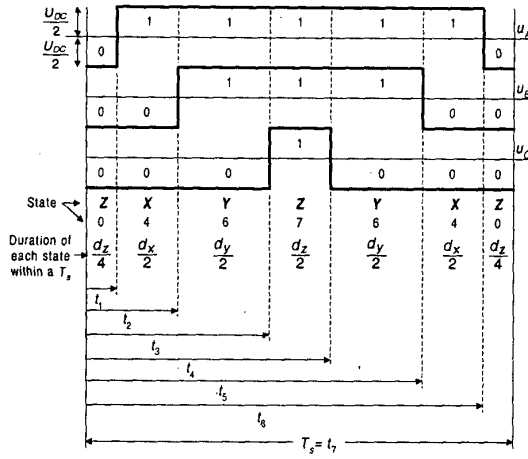 U_DC/2 1 1 1 1 1 u_A
U_DC/2 0 0
1 1 1 u_B
0 0 0 0
1 u_C
0 0 0 0 0 0
State Z X Y Z Y X Z
0 4 6 7 6 4 0
Duration of each state within a T_s d_z/4 d_x/2 d_y/2 d_z/2 d_y/2 d_x/2 d_z/4
t_1
t_2
t_3
t_4
t_5
t_6
T_s = t_7